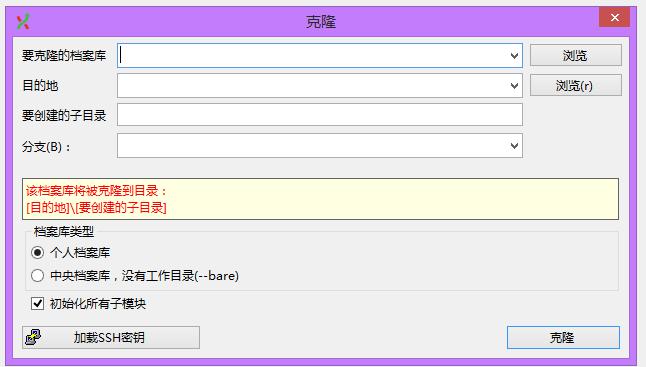 克隆
要克隆的档案库
浏览
目的地
浏览(r)
要创建的子目录
分支(B)：
该档案库将被克隆到目录：
[目的地]\[要创建的子目录]
档案库类型
个人档案库
中央档案库，没有工作目录(--bare)
初始化所有子模块
加载SSH密钥
克隆